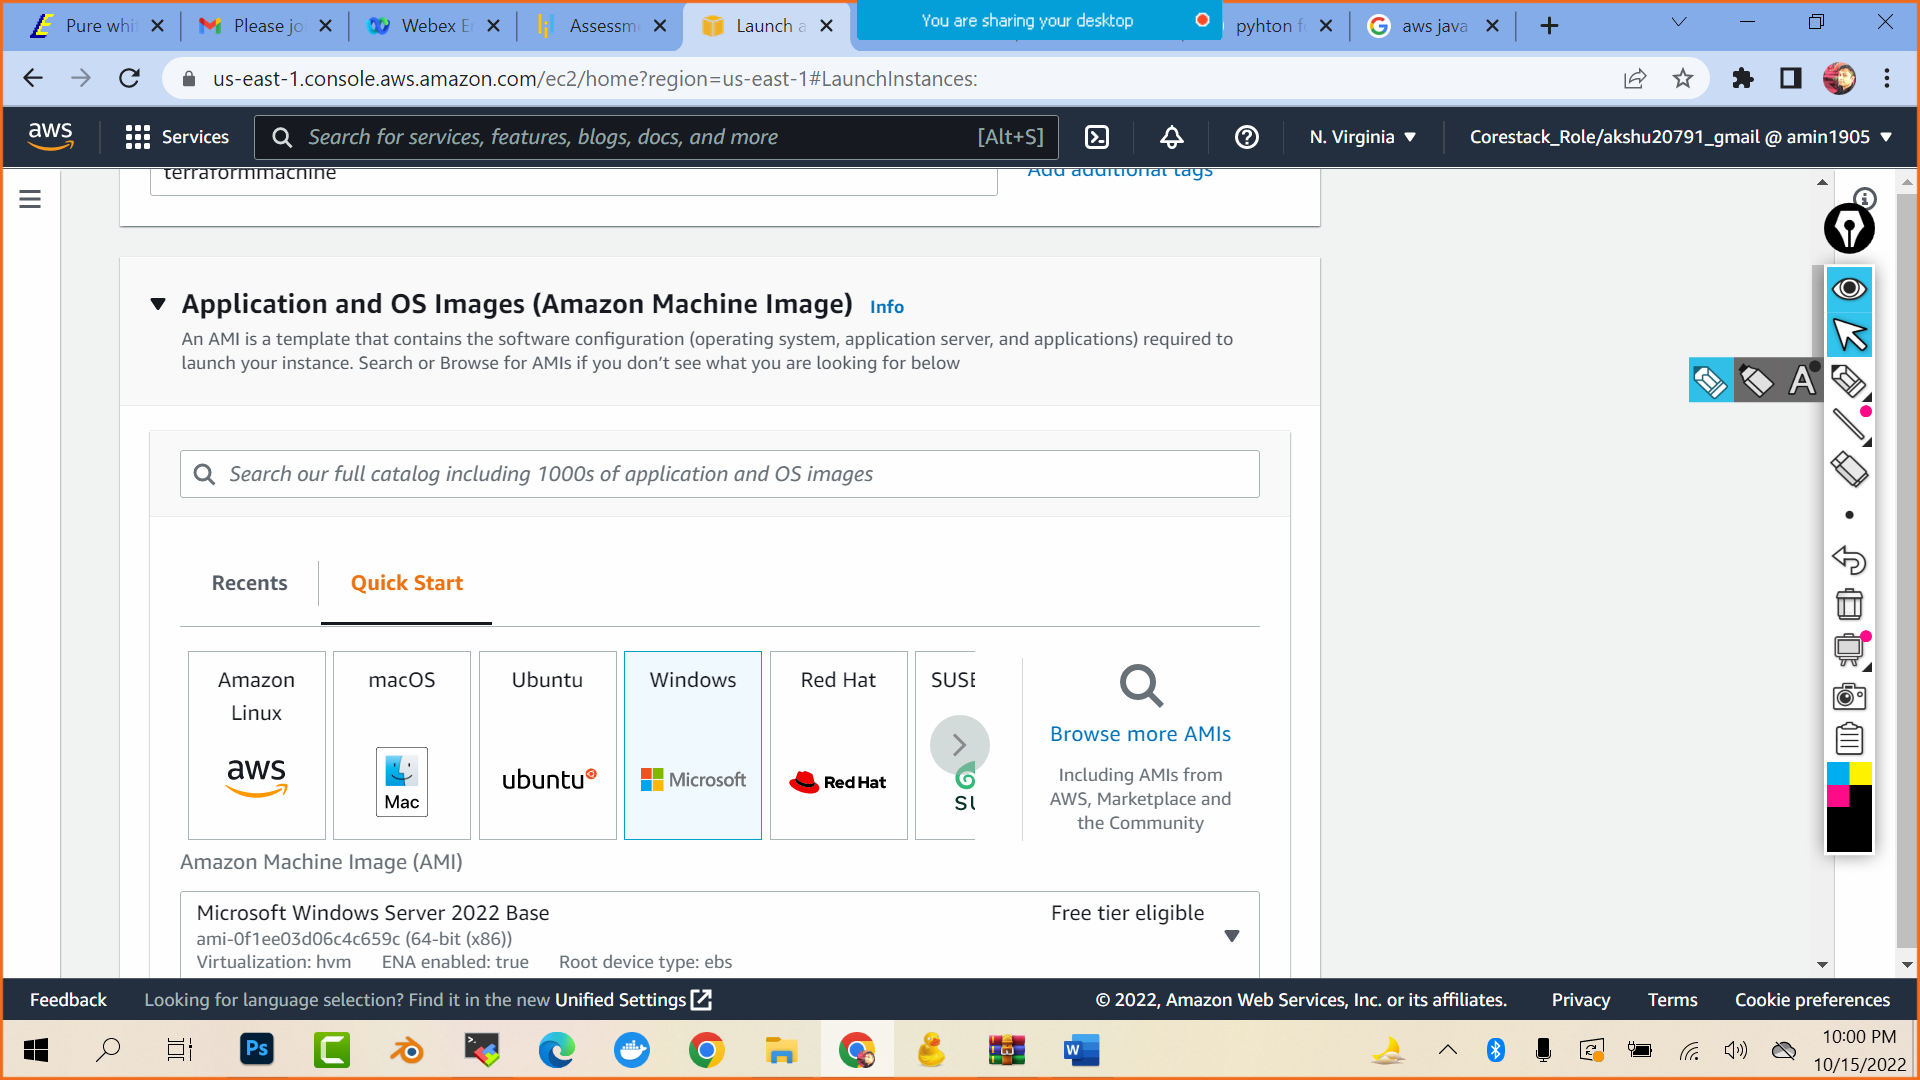 Pure whi
Please jo
Webex E
Assessm
Launch a
You are sharing your desktop
pyhton f
aws java
us-east-1.console.aws.amazon.com/ec2/home?region=us-east-1#LaunchInstances:
aws
Services
Search for services, features, blogs, docs, and more
[Alt+S]
N. Virginia
Corestack_Role/akshu20791_gmail @ amin1905
terraformmachine
Add additional tags
Application and OS Images (Amazon Machine Image)
Info
An AMI is a template that contains the software configuration (operating system, application server, and applications) required to
launch your instance. Search or Browse for AMIs if you don’t see what you are looking for below
Search our full catalog including 1000s of application and OS images
Recents
Quick Start
Amazon
Linux
aws
macOS
Mac
Ubuntu
ubuntu
Windows
Microsoft
Red Hat
Red Hat
SUSE
SU
Browse more AMIs
Including AMIs from
AWS, Marketplace and
the Community
A
Amazon Machine Image (AMI)
Microsoft Windows Server 2022 Base
Free tier eligible
ami-0f1ee03d06c4c659c (64-bit (x86))
Virtualization: hvm
ENA enabled: true
Root device type: ebs
Feedback
Looking for language selection? Find it in the new Unified Settings
© 2022, Amazon Web Services, Inc. or its affiliates.
Privacy
Terms
Cookie preferences
Ps
C
W
10:00 PM
10/15/2022